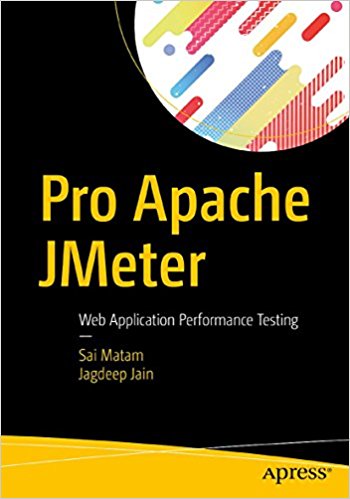 Pro Apache
JMeter
Web Application Performance Testing
Sai Matam
Jagdeep Jain
Apress®